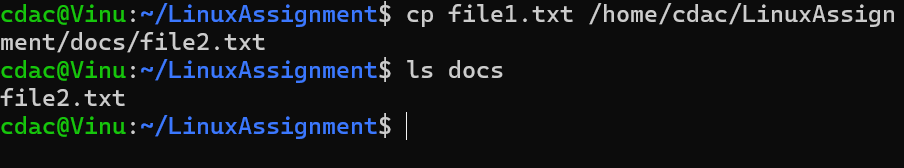 cdac@Vinu:~/LinuxAssignment$ cp file1.txt /home/cdac/LinuxAssign
ment/docs/file2.txt
cdac@Vinu:~/LinuxAssignment$ ls docs
file2.txt
cdac@Vinu:~/LinuxAssignment$